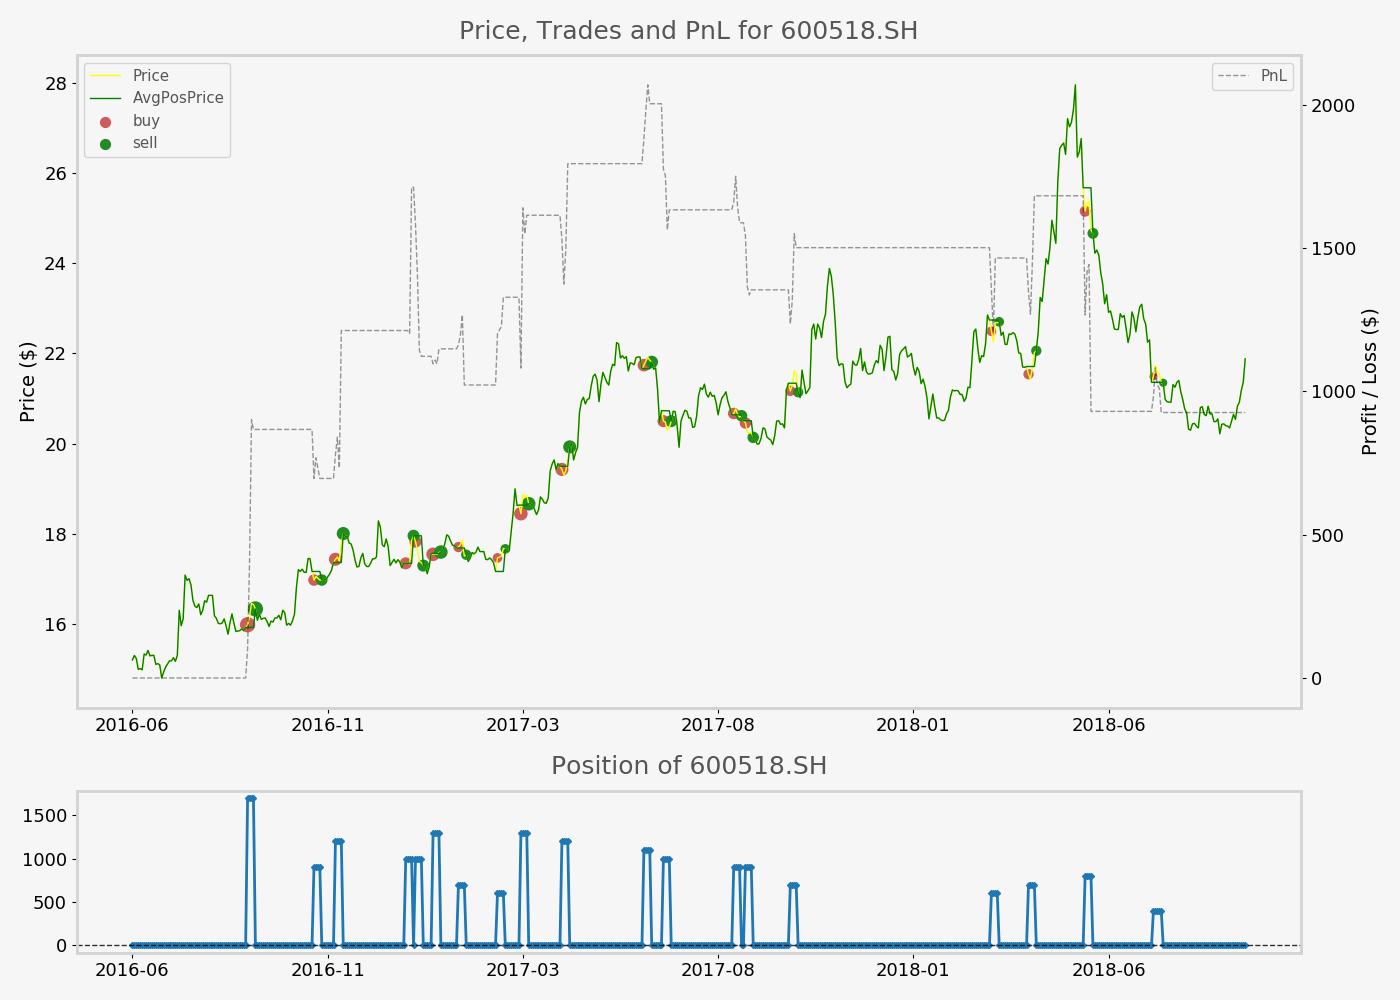 Price, Trades and PnL for 600518.SH
Price
AvgPosPrice
buy
sell
PnL
Price ($)
28
26
24
22
20
18
16
2000
1500
1000
500
0
Profit / Loss ($)
2016-06 2016-11 2017-03 2017-08 2018-01 2018-06
Position of 600518.SH
1500
1000
500
0
2016-06 2016-11 2017-03 2017-08 2018-01 2018-06